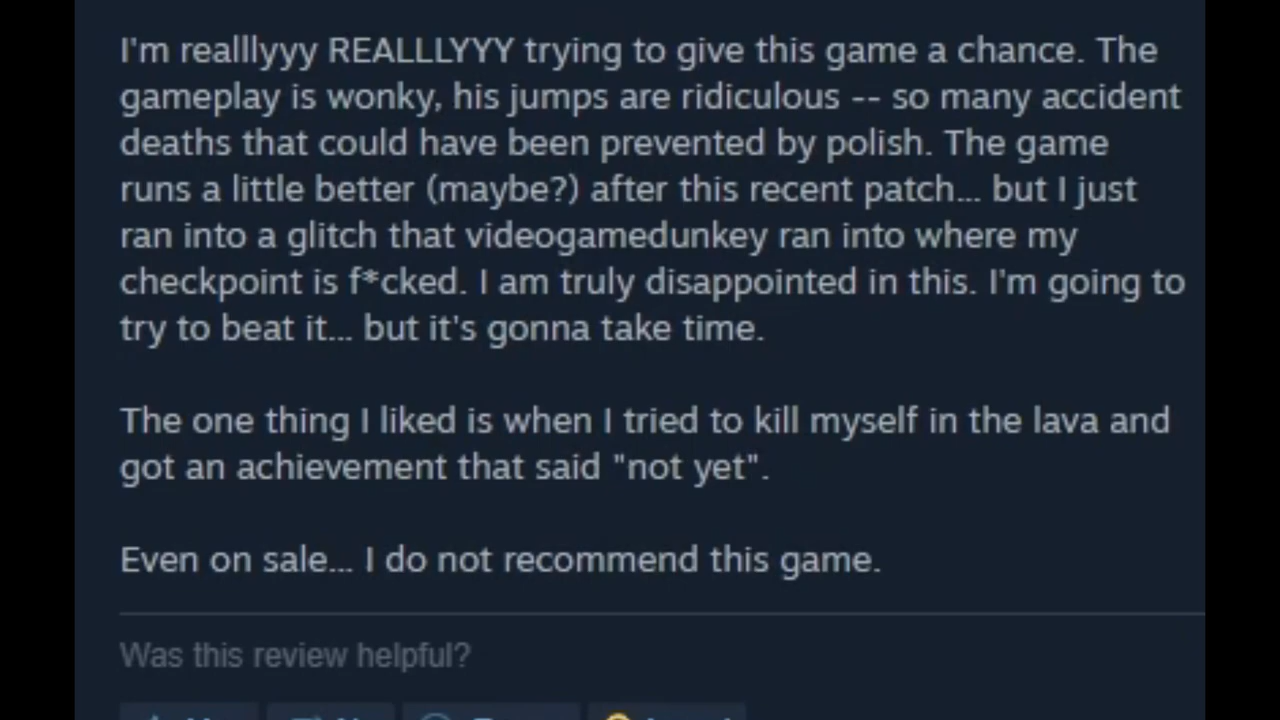 I'm realllyyy REALLLYYY trying to give this game a chance. The
gameplay is wonky, his jumps are ridiculous -- so many accident
deaths that could have been prevented by polish. The game
runs a little better (maybe?) after this recent patch... but I just
ran into a glitch that videogamedunkey ran into where my
checkpoint is f*cked. I am truly disappointed in this. I'm going to
try to beat it... but it's gonna take time.
The one thing I liked is when I tried to kill myself in the lava and
got an achievement that said "not yet".
Even on sale... I do not recommend this game.
Was this review helpful?